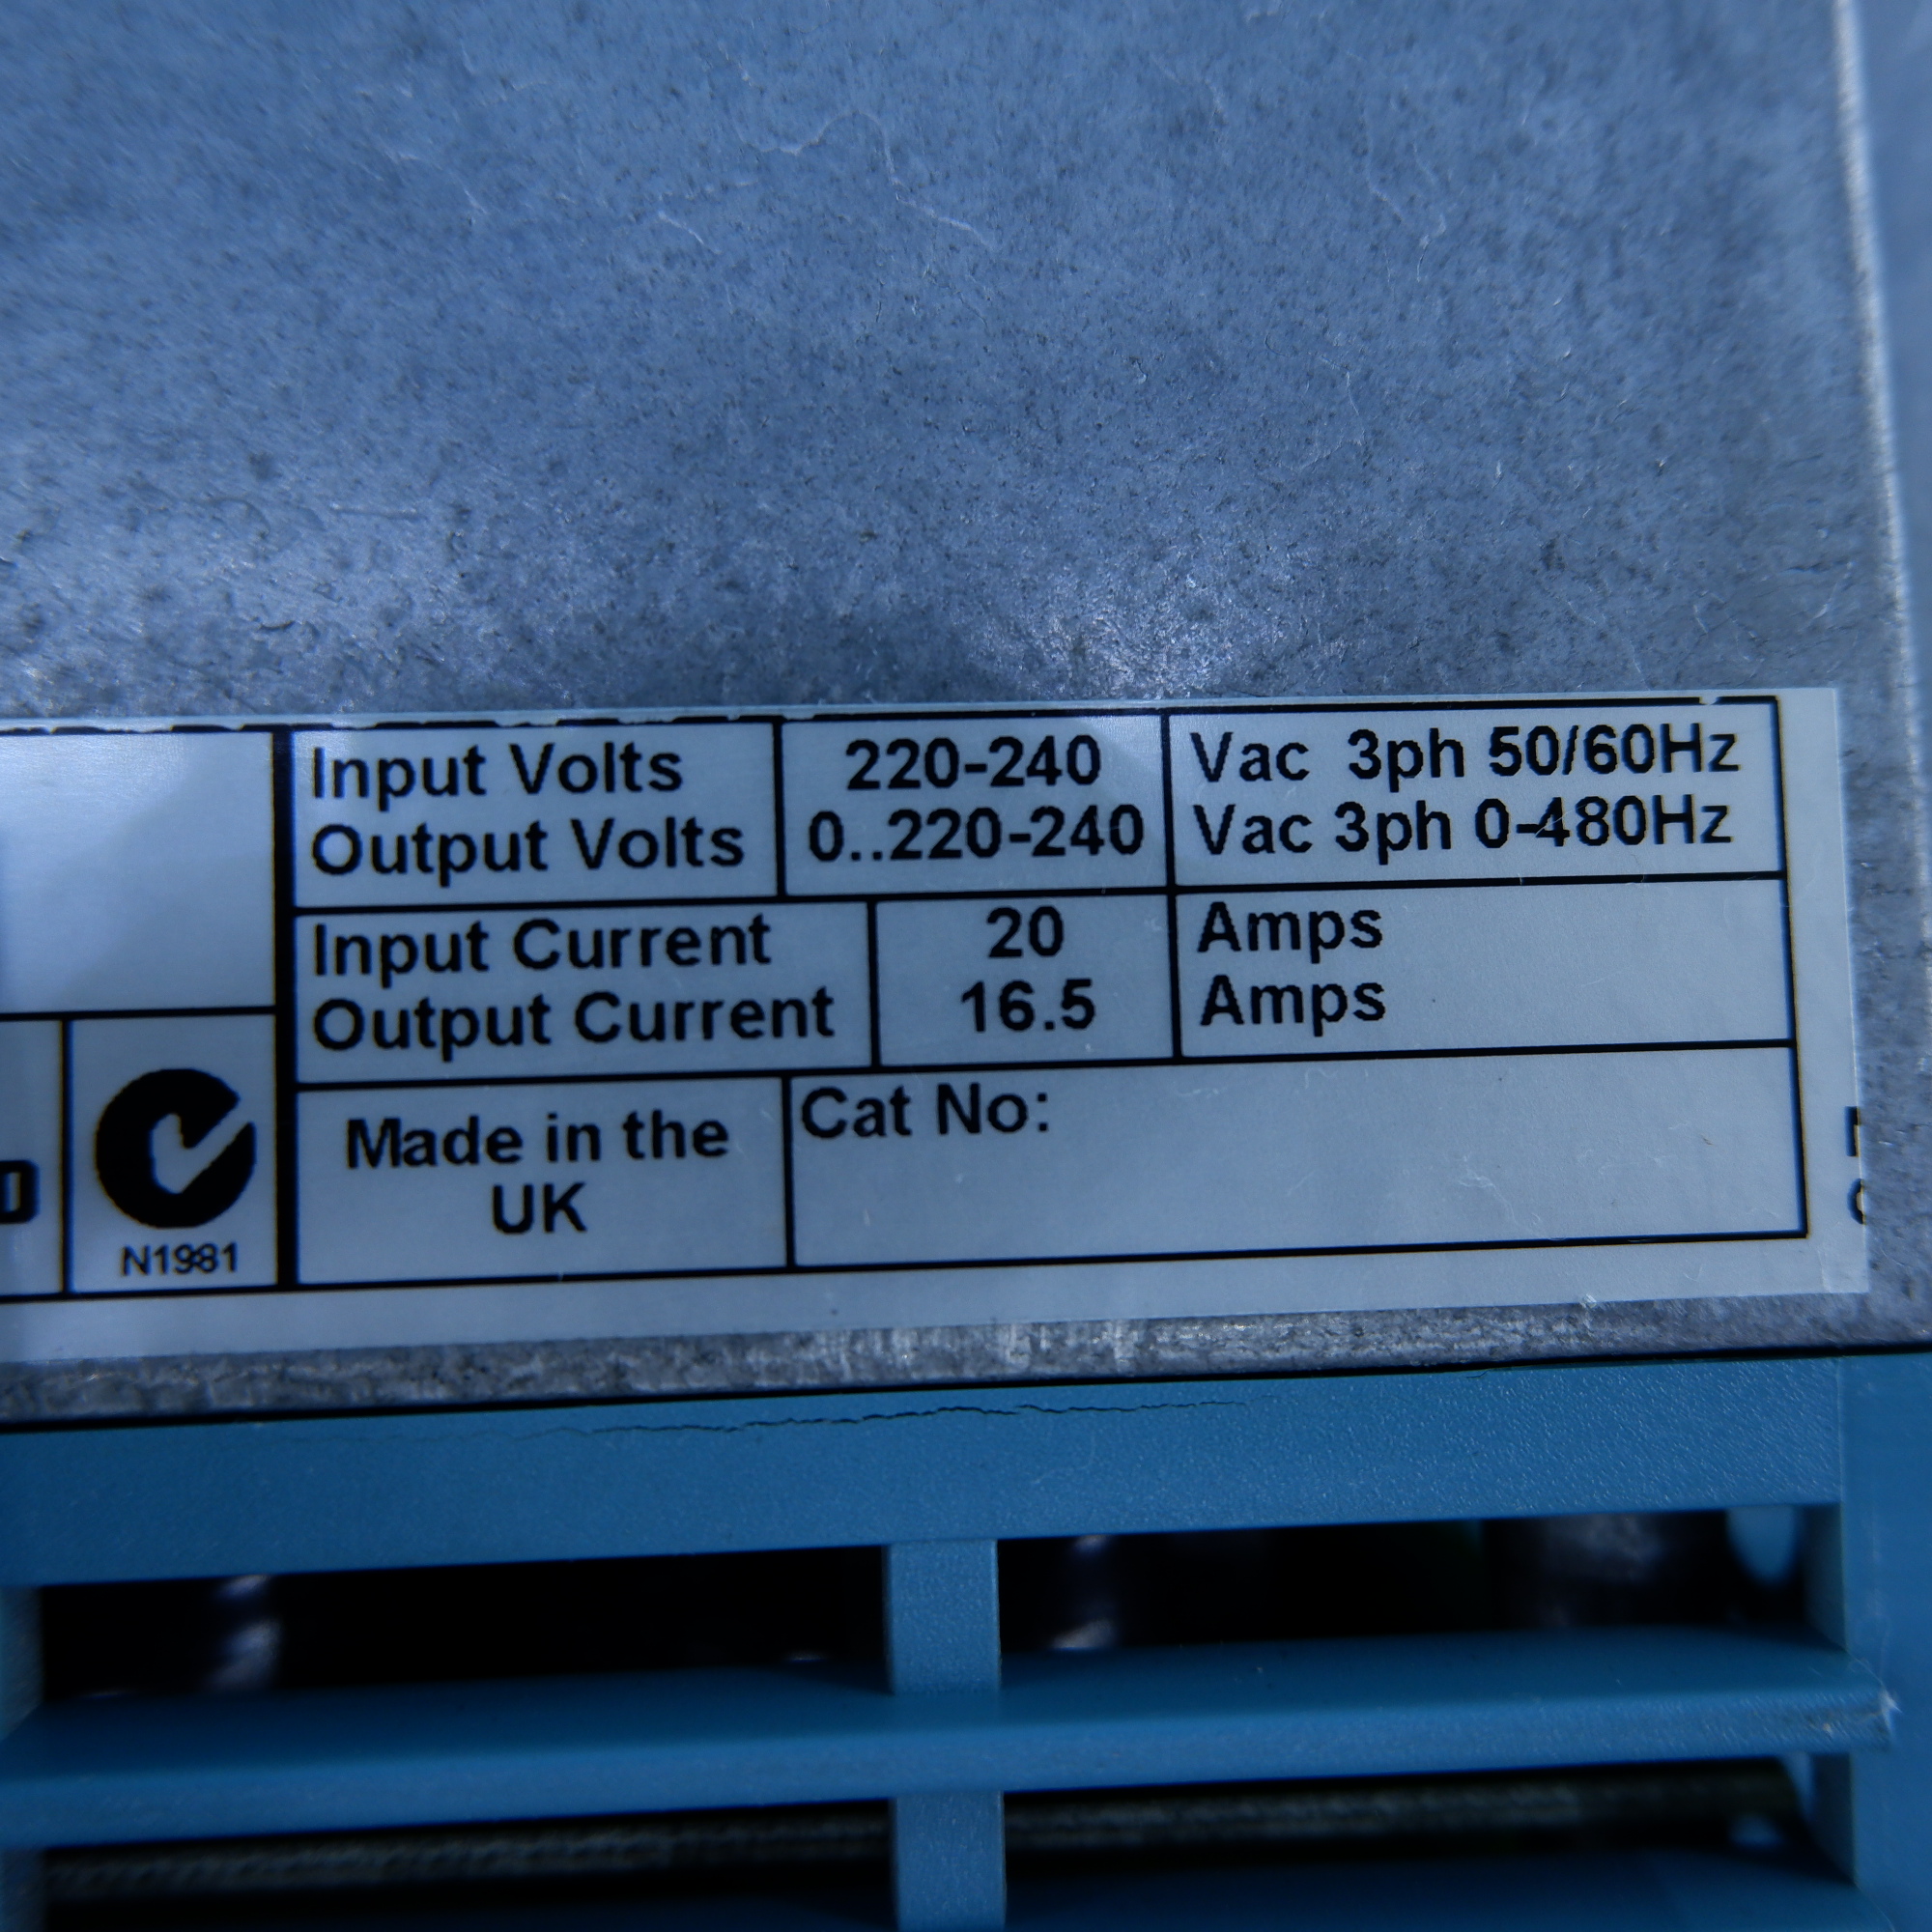 Input Volts 220-240 Vac 3ph 50/60Hz
Output Volts 0..220-240 Vac 3ph 0-480Hz
Input Current 20 Amps
Output Current 16.5 Amps
N1981
Made in the
UK
Cat No: